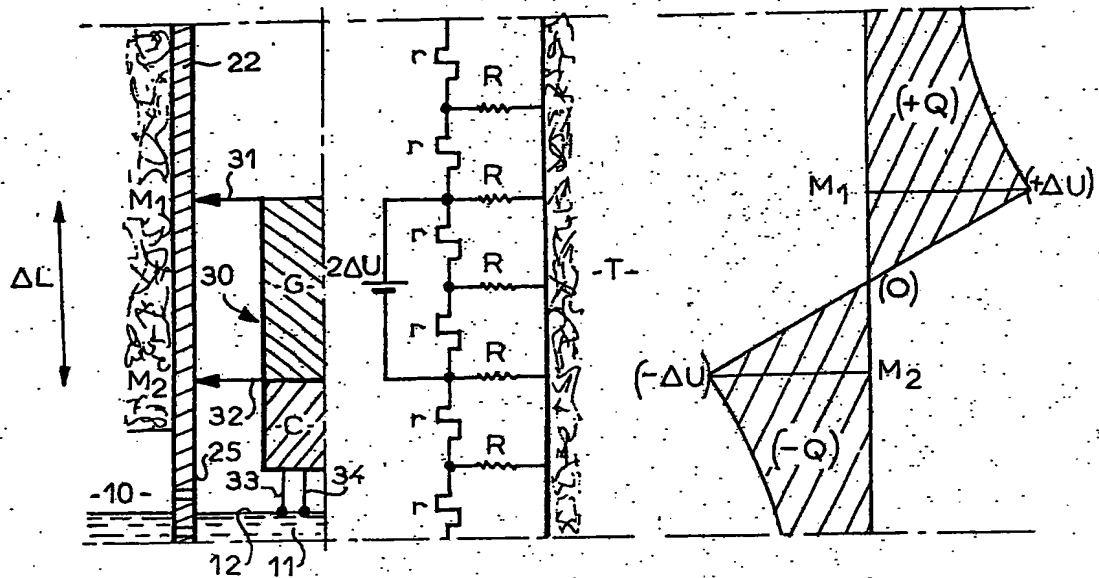 22
r
R
(+Q)
r
31
R
M₁
M₁
(+ΔU)
r
ΔL
-G-
2ΔU
R
-T-
30
(O)
r
R
M₂
(-ΔU)
M₂
32
-C-
r
25
R
(-Q)
33
34
-10-
r
12
11